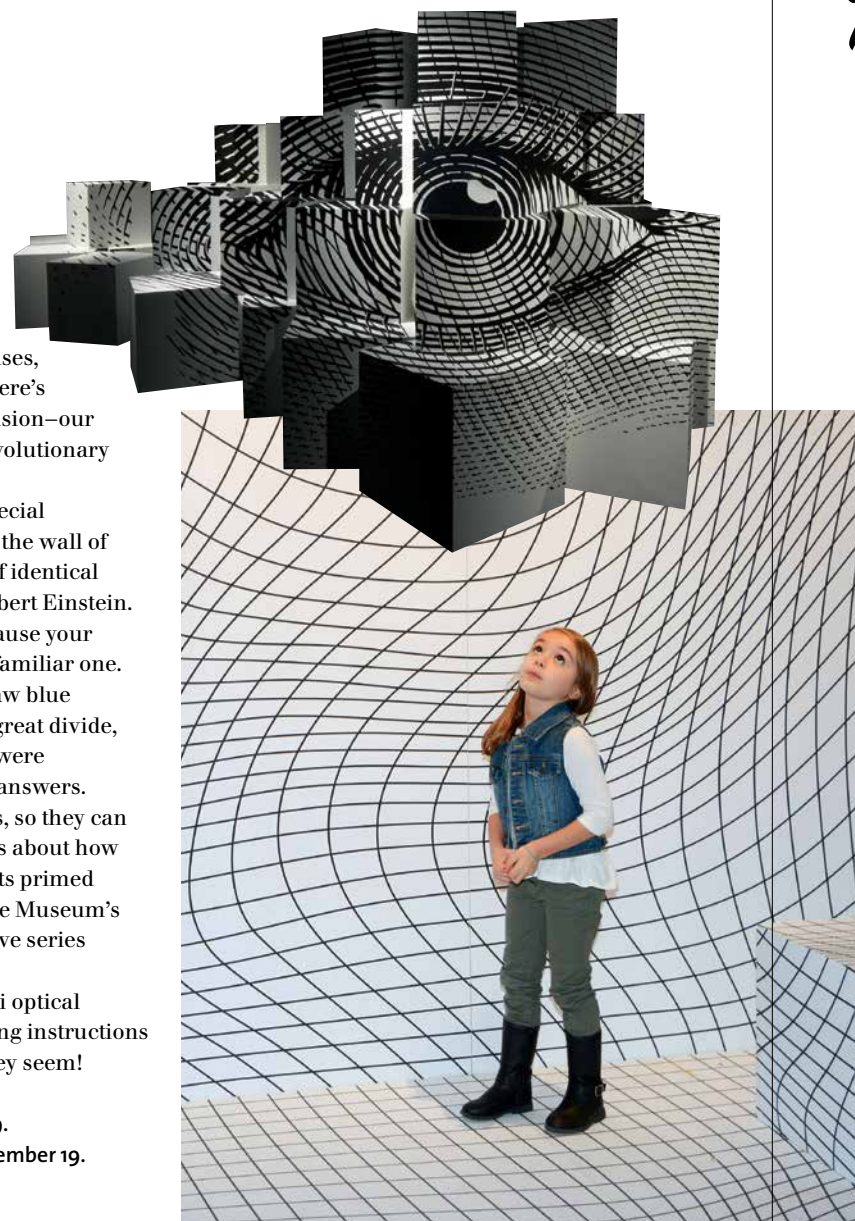 ses,
ere's
sion–our
volutionary
ecial
the wall of
f identical
bert Einstein.
ause your
familiar one.
w blue
great divide,
were
answers.
s, so they can
s about how
ts primed
e Museum's
ve series
i optical
ng instructions
ey seem!
9.
ember 19.